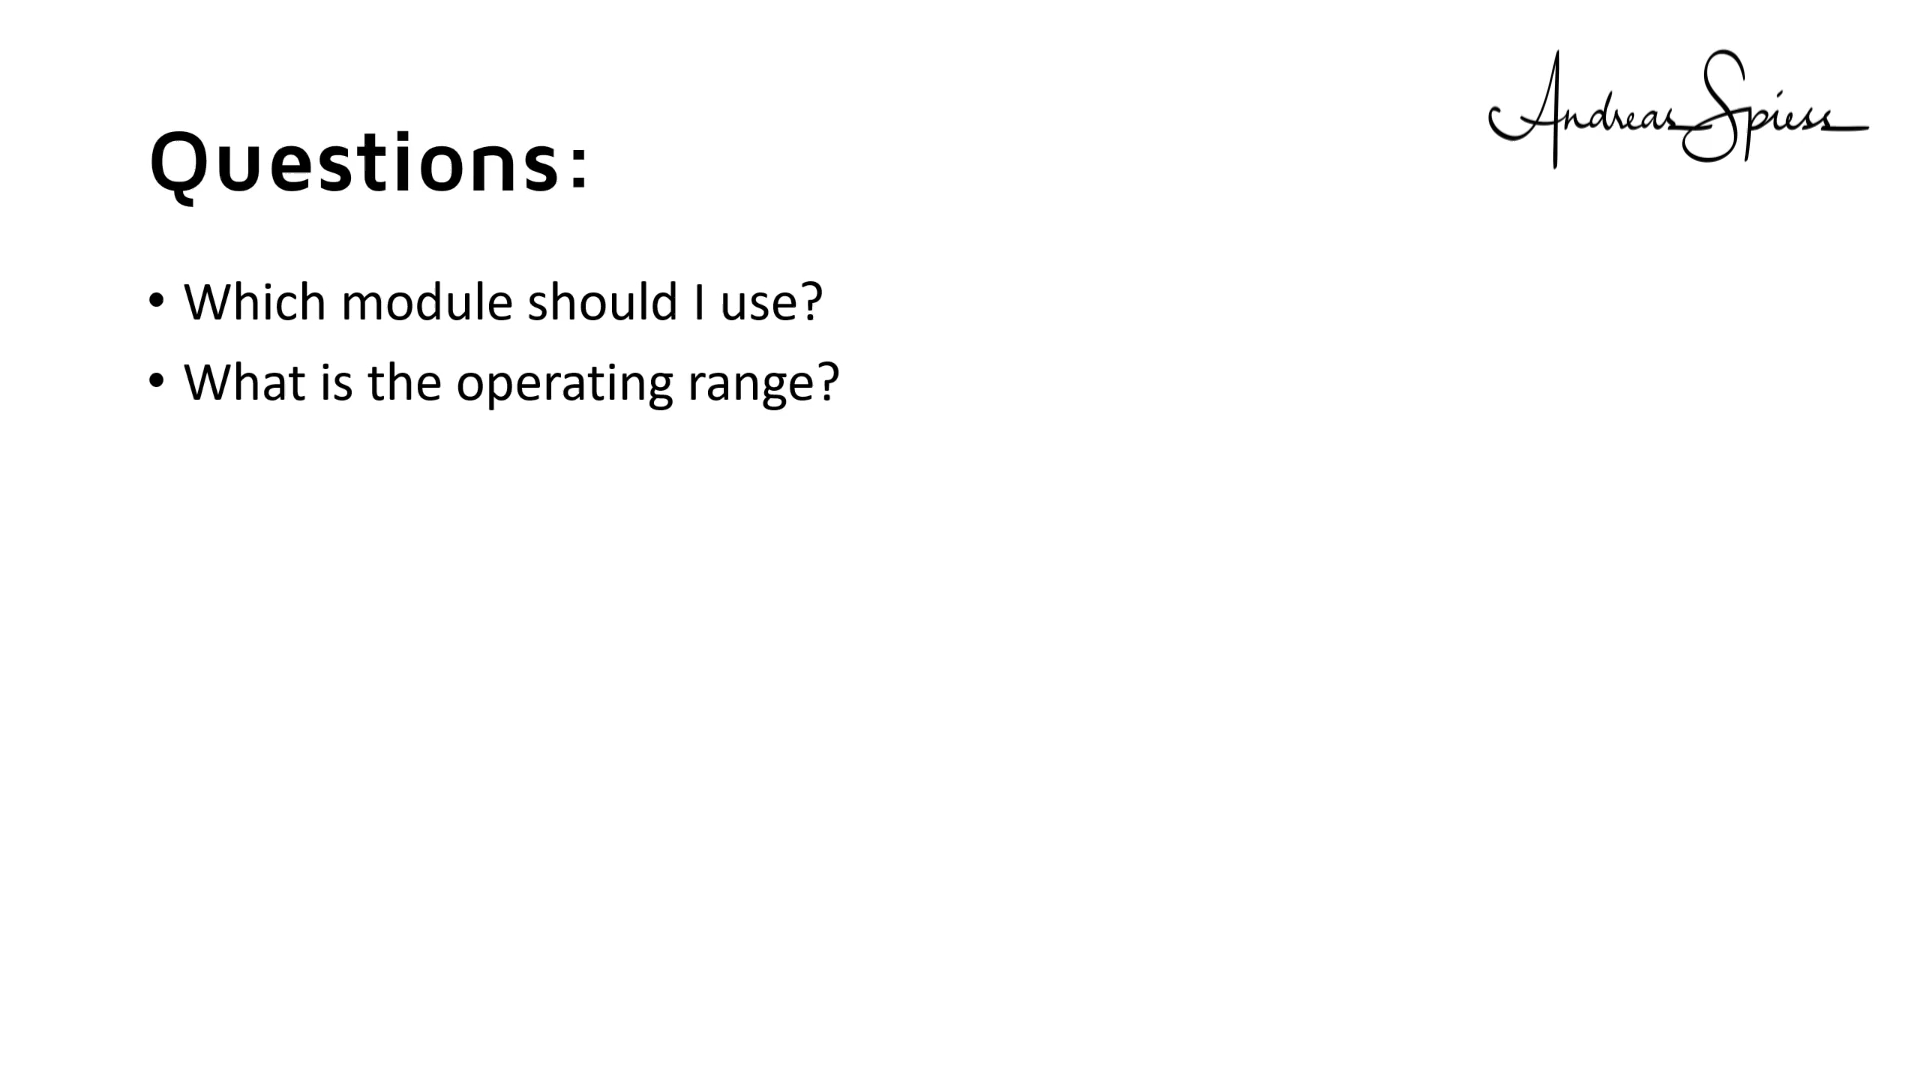 Andreas Spiess
Questions:
• Which module should I use?
• What is the operating range?